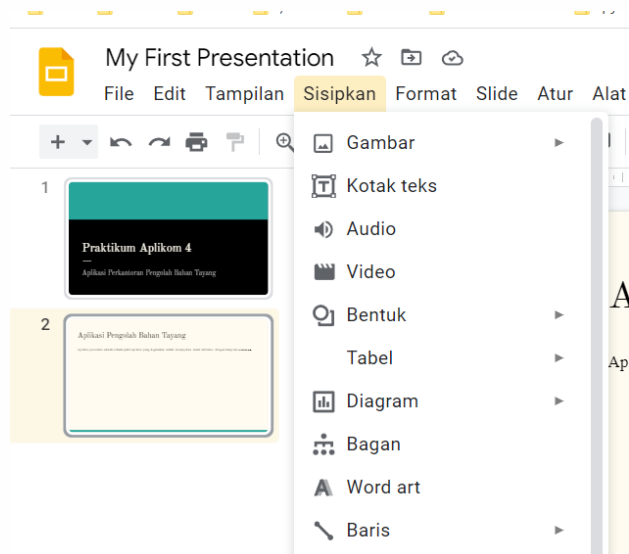 My First Presentation
File Edit Tampilan Sisipkan Format Slide Atur Alat
Gambar
Kotak teks
Audio
Video
Bentuk
Tabel
Diagram
Bagan
Word art
Baris
1
Praktikum Aplikom 4
Aplikasi Perkantoran Pengolah Bahan Tayang
2
Aplikasi Pengolah Bahan Tayang
A
Ap